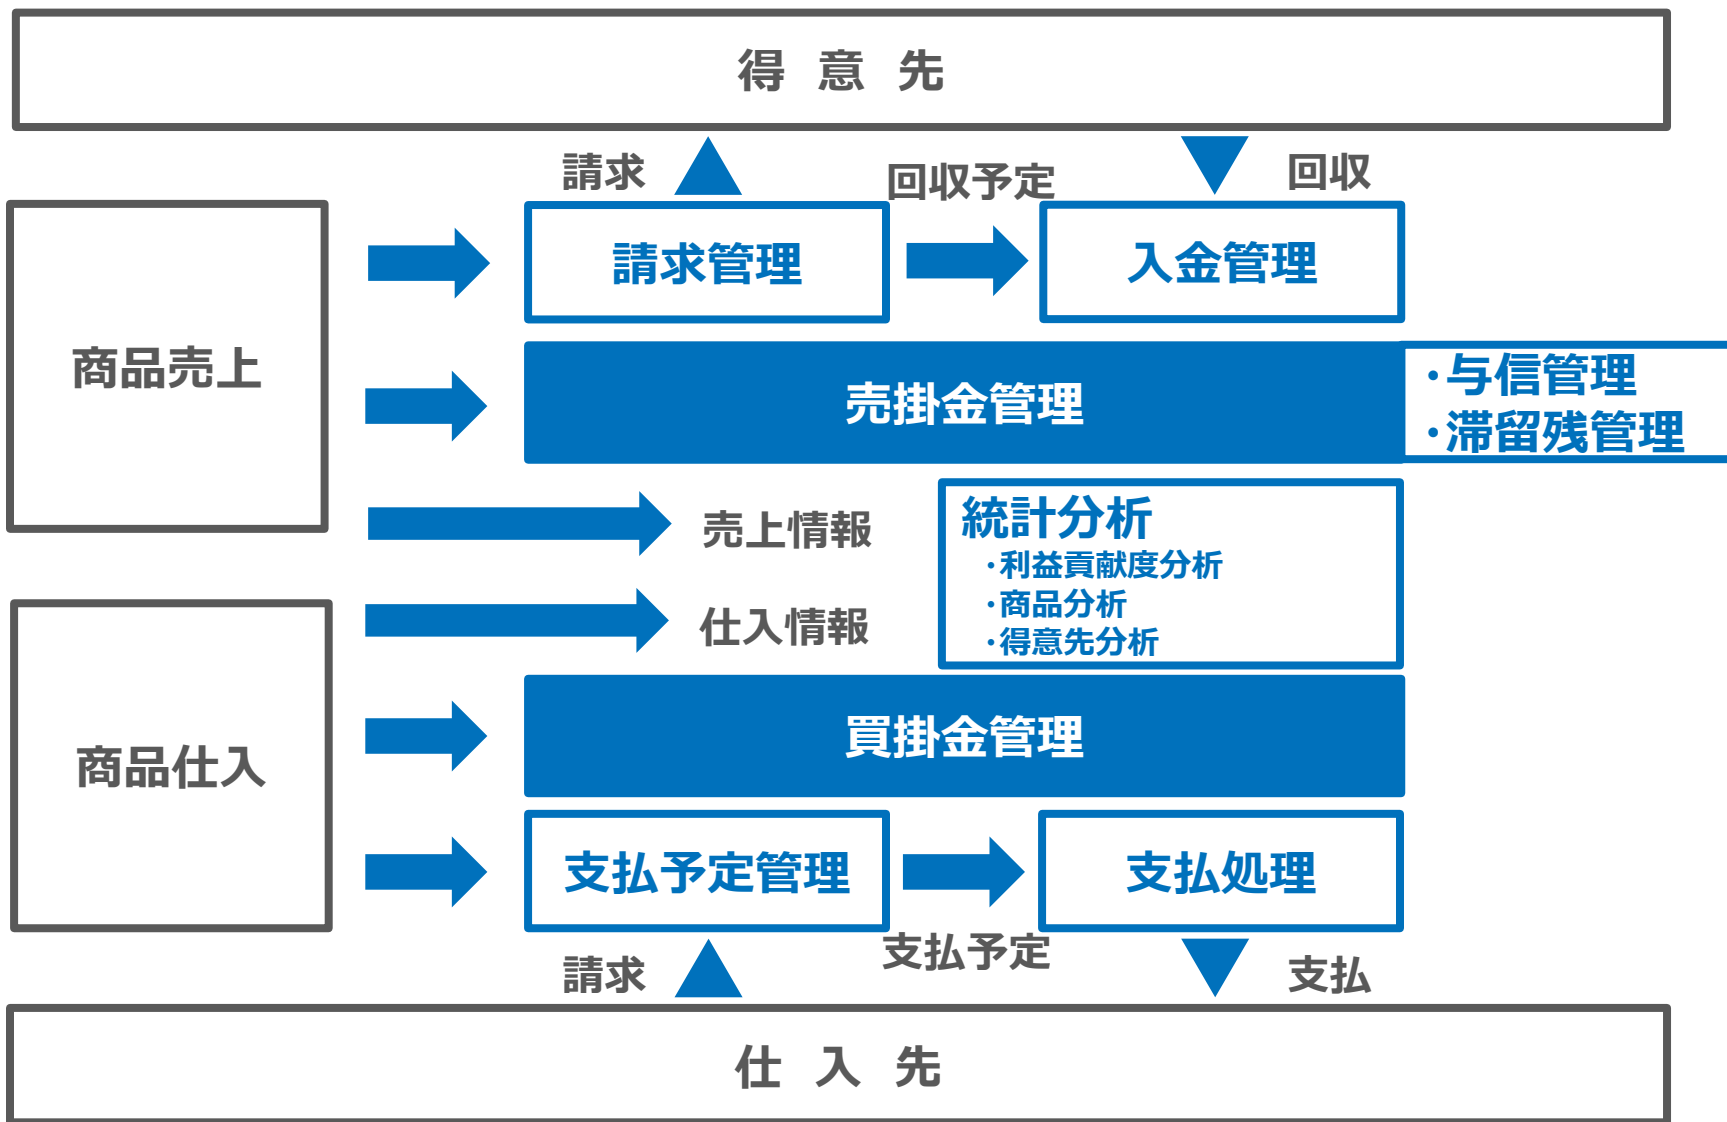 得 意 先
請求
回収予定
回収
請求管理
入金管理
商品売上
売掛金管理
・与信管理
・滞留残管理
売上情報
統計分析
・利益貢献度分析
・商品分析
・得意先分析
仕入情報
商品仕入
買掛金管理
支払予定管理
支払処理
請求
支払予定
支払
仕 入 先